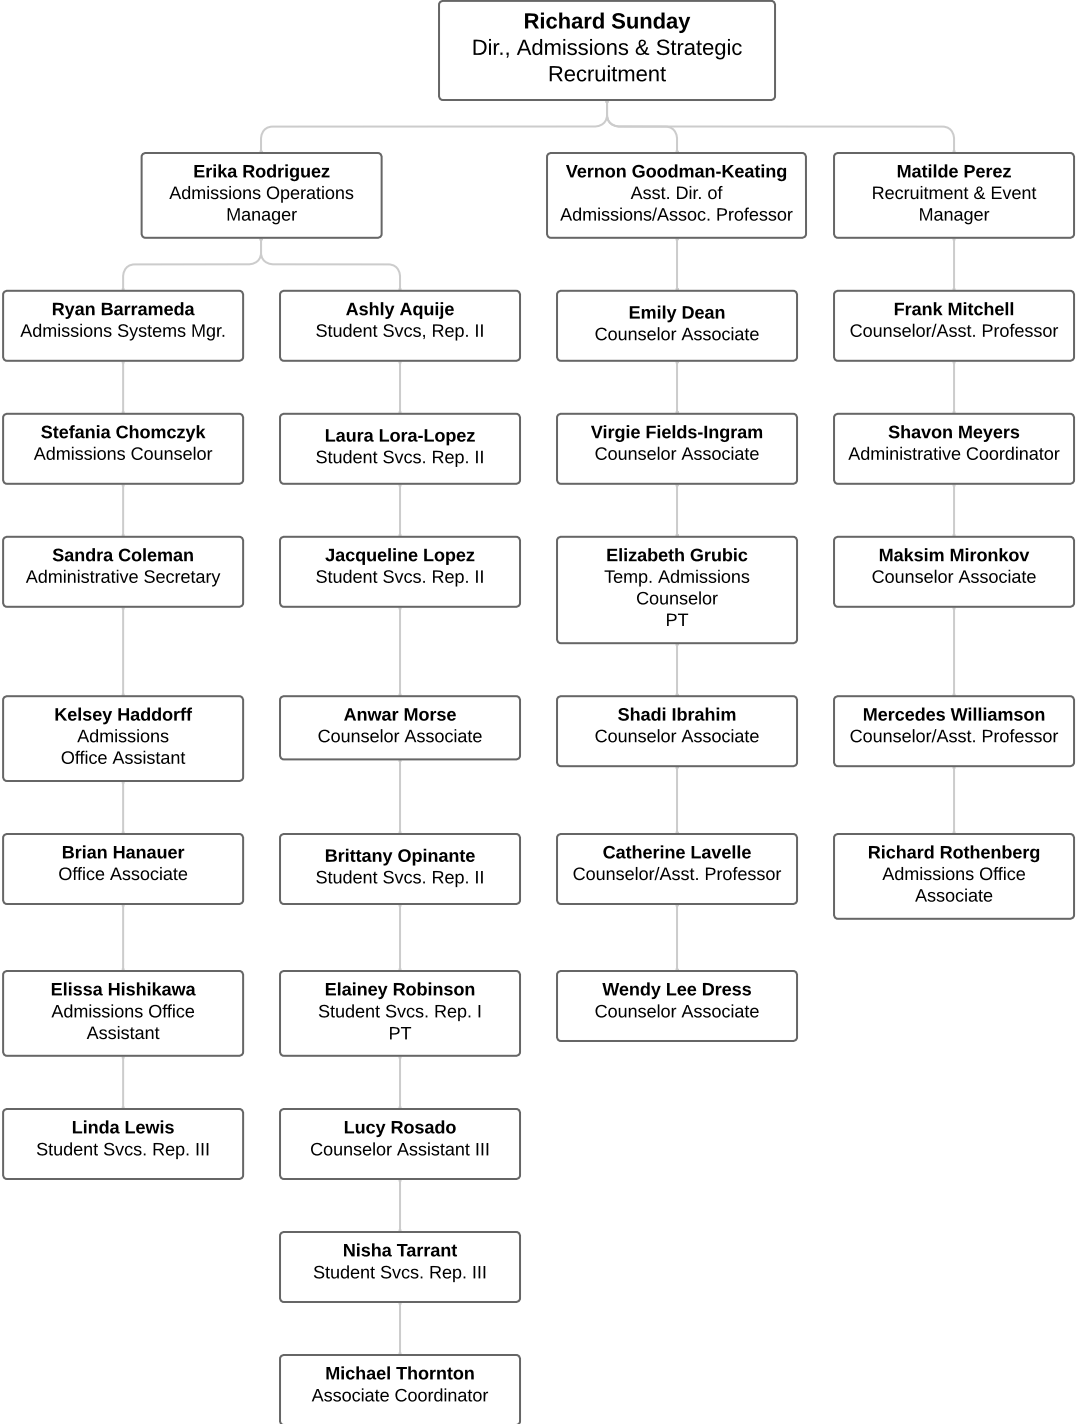 Richard Sunday
Dir., Admissions & Strategic
Recruitment
Erika Rodriguez
Admissions Operations
Manager
Vernon Goodman-Keating
Asst. Dir. of
Admissions/Assoc. Professor
Matilde Perez
Recruitment & Event
Manager
Ryan Barrameda
Admissions Systems Mgr.
Ashly Aquije
Student Svcs, Rep. II
Emily Dean
Counselor Associate
Frank Mitchell
Counselor/Asst. Professor
Stefania Chomczyk
Admissions Counselor
Laura Lora-Lopez
Student Svcs. Rep. II
Virgie Fields-Ingram
Counselor Associate
Shavon Meyers
Administrative Coordinator
Sandra Coleman
Administrative Secretary
Jacqueline Lopez
Student Svcs. Rep. II
Elizabeth Grubic
Temp. Admissions
Counselor
PT
Maksim Mironkov
Counselor Associate
Kelsey Haddorff
Admissions
Office Assistant
Anwar Morse
Counselor Associate
Shadi Ibrahim
Counselor Associate
Mercedes Williamson
Counselor/Asst. Professor
Brian Hanauer
Office Associate
Brittany Opinante
Student Svcs. Rep. II
Catherine Lavelle
Counselor/Asst. Professor
Richard Rothenberg
Admissions Office
Associate
Elissa Hishikawa
Admissions Office
Assistant
Elainey Robinson
Student Svcs. Rep. I
PT
Wendy Lee Dress
Counselor Associate
Linda Lewis
Student Svcs. Rep. III
Lucy Rosado
Counselor Assistant III
Nisha Tarrant
Student Svcs. Rep. III
Michael Thornton
Associate Coordinator